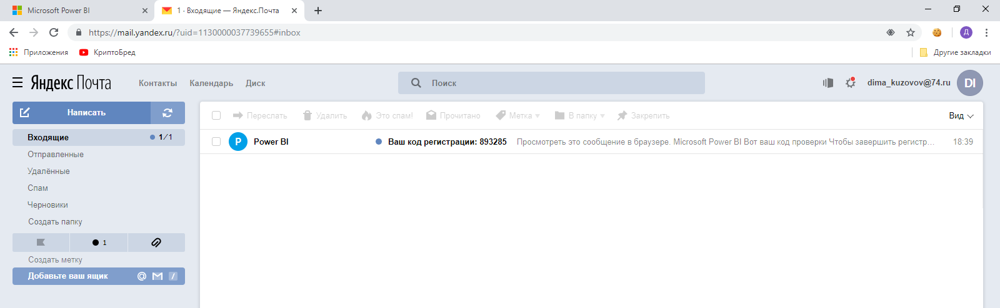 Microsoft Power BI
1 · Входящие — Яндекс.Почта
https://mail.yandex.ru/?uid=1130000037739655#inbox
Д
Приложения
КриптоБред
Другие закладки
Яндекс Почта
Контакты
Календарь
Диск
Поиск
dima_kuzovov@74.ru
DI
Написать
Переслать
Удалить
Это спам!
Прочитано
Метка
В папку
Закрепить
Вид
Входящие 1/1
P Power BI Ваш код регистрации: 893285 Просмотреть это сообщение в браузере. Microsoft Power BI Вот ваш код проверки Чтобы завершить регистр... 18:39
Отправленные
Удалённые
Спам
Черновики
Создать папку
1
Создать метку
Добавьте ваш ящик @ /